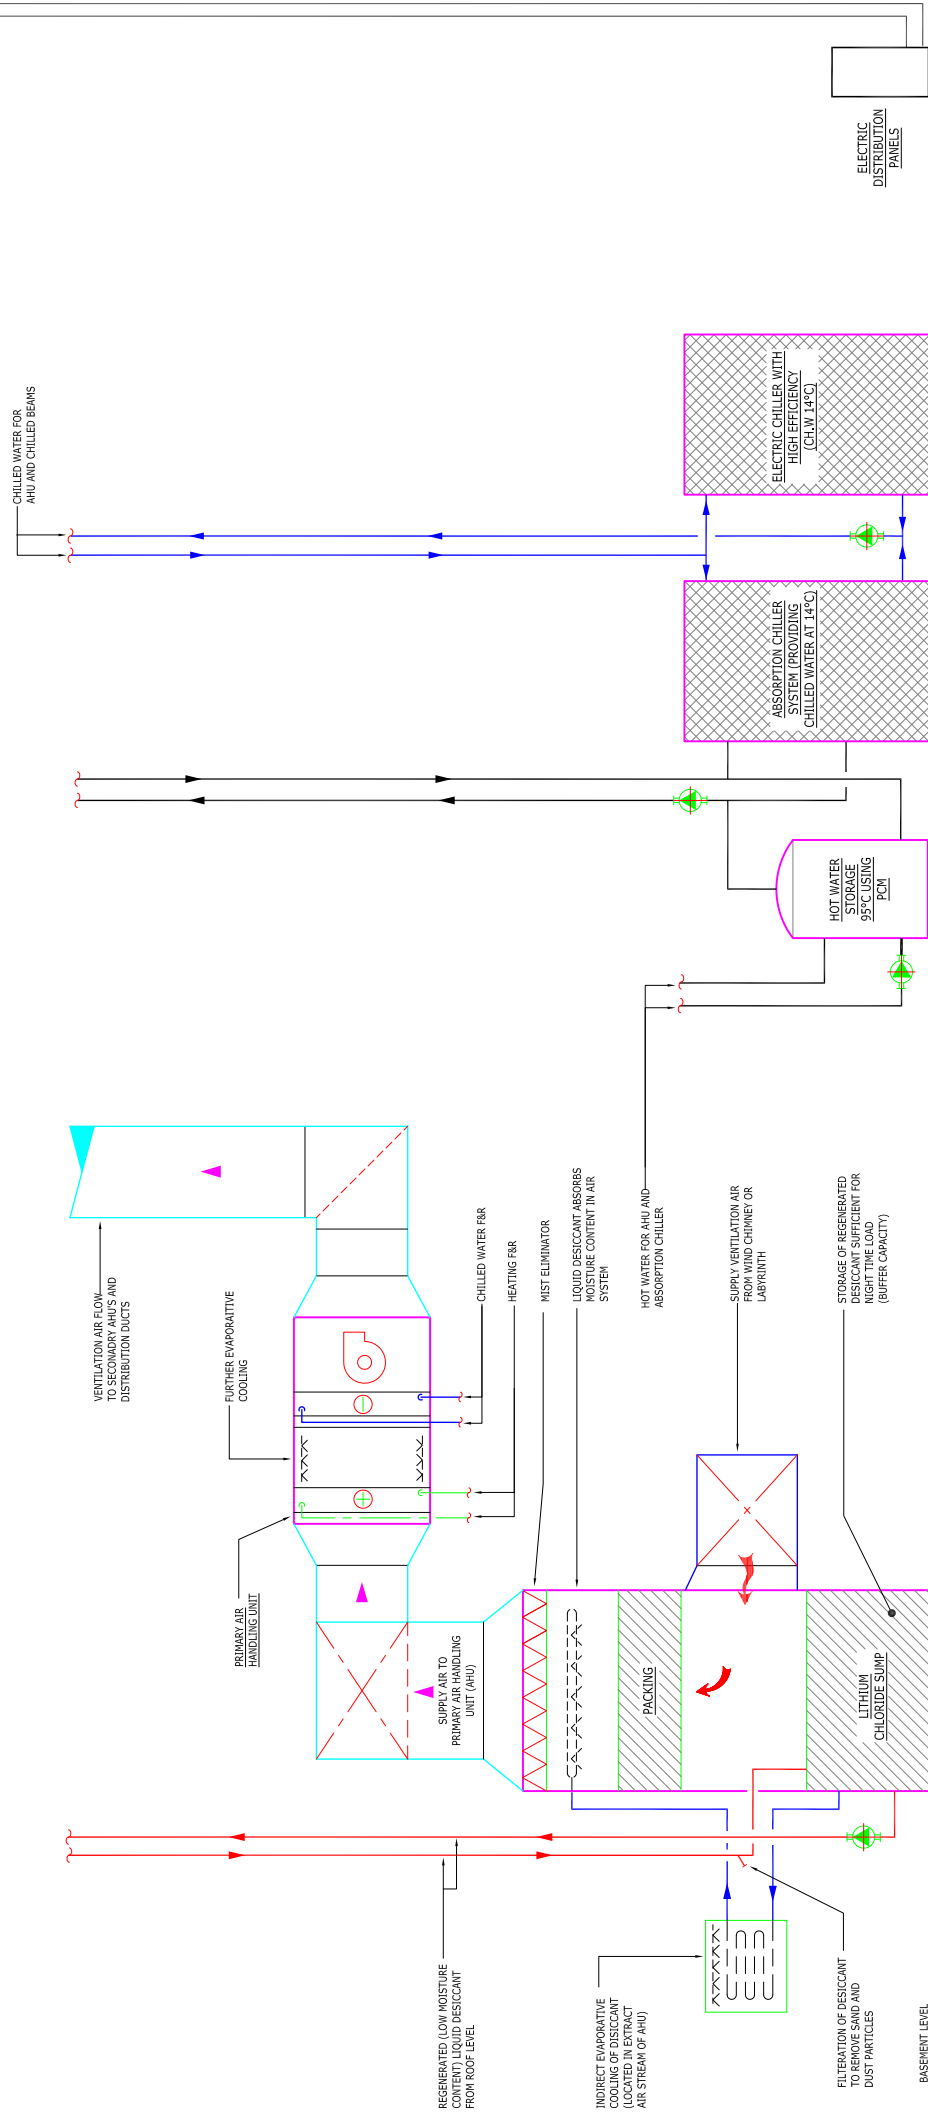 ELECTRIC
DISTRIBUTION
PANELS
CHILLED WATER FOR
AHU AND CHILLED BEAMS
ELECTRIC CHILLER WITH
HIGH EFFICIENCY
(CH.W 14°C)
ABSORPTION CHILLER
SYSTEM (PROVIDING
CHILLED WATER AT 14°C)
HOT WATER
STORAGE
95°C USING
PCM
HOT WATER FOR AHU AND
ABSORPTION CHILLER
VENTILATION AIR FLOW
TO SECONADRY AHU'S AND
DISTRIBUTION DUCTS
FURTHER EVAPORAITIVE
COOLING
PRIMARY AIR
HANDLING UNIT
CHILLED WATER F&R
HEATING F&R
MIST ELIMINATOR
LIQUID DESICCANT ABSORBS
MOISTURE CONTENT IN AIR
SYSTEM
SUPPLY VENTILATION AIR
FROM WIND CHIMNEY OR
LABYRINTH
STORAGE OF REGENERATED
DESICCANT SUFFICIENT FOR
NIGHT TIME LOAD
(BUFFER CAPACITY)
SUPPLY AIR TO
PRIMARY AIR HANDLING
UNIT (AHU)
PACKING
LITHIUM
CHLORIDE SUMP
REGENERATED (LOW MOISTURE
CONTENT) LIQUID DESICCANT
FROM ROOF LEVEL
INDIRECT EVAPORATIVE
COOLING OF DISICCANT
(LOCATED IN EXTRACT
AIR STREAM OF AHU)
FILTERATION OF DESICCANT
TO REMOVE SAND AND
DUST PARTICLES
BASEMENT LEVEL